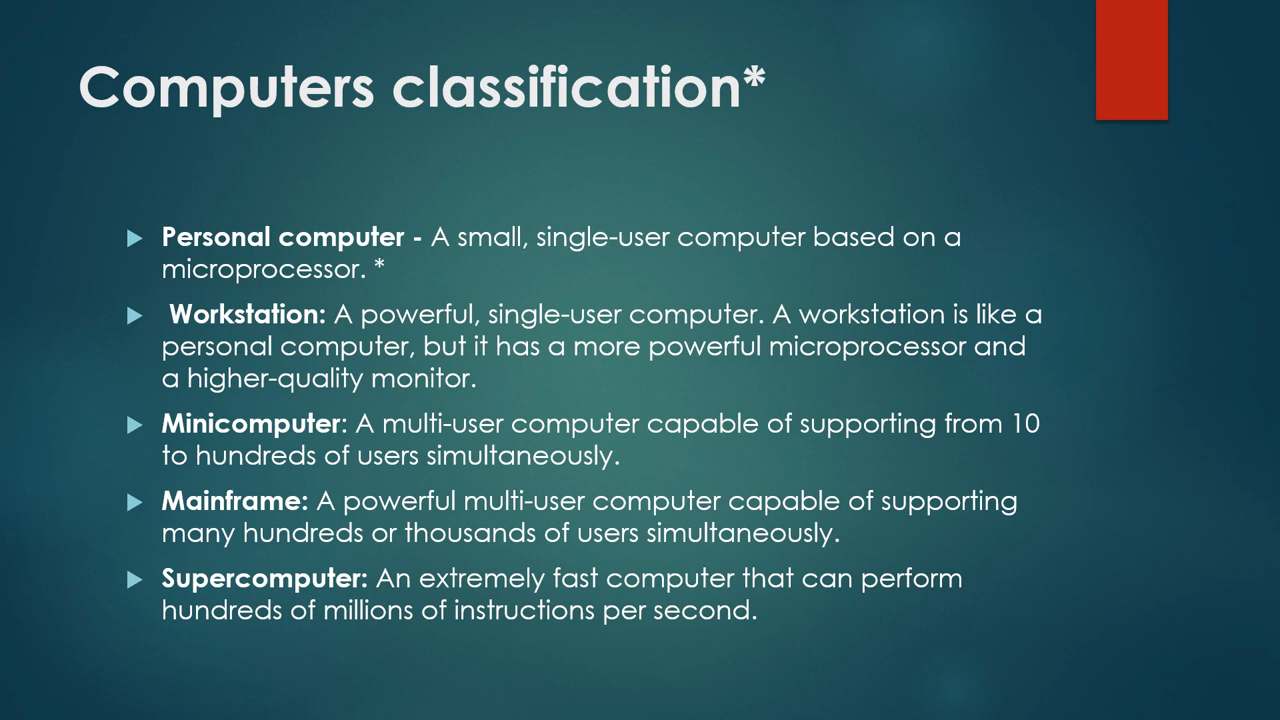 Computers classification*
Personal computer - A small, single-user computer based on a
microprocessor. *
Workstation: A powerful, single-user computer. A workstation is like a
personal computer, but it has a more powerful microprocessor and
a higher-quality monitor.
Minicomputer: A multi-user computer capable of supporting from 10
to hundreds of users simultaneously.
Mainframe: A powerful multi-user computer capable of supporting
many hundreds or thousands of users simultaneously.
Supercomputer: An extremely fast computer that can perform
hundreds of millions of instructions per second.